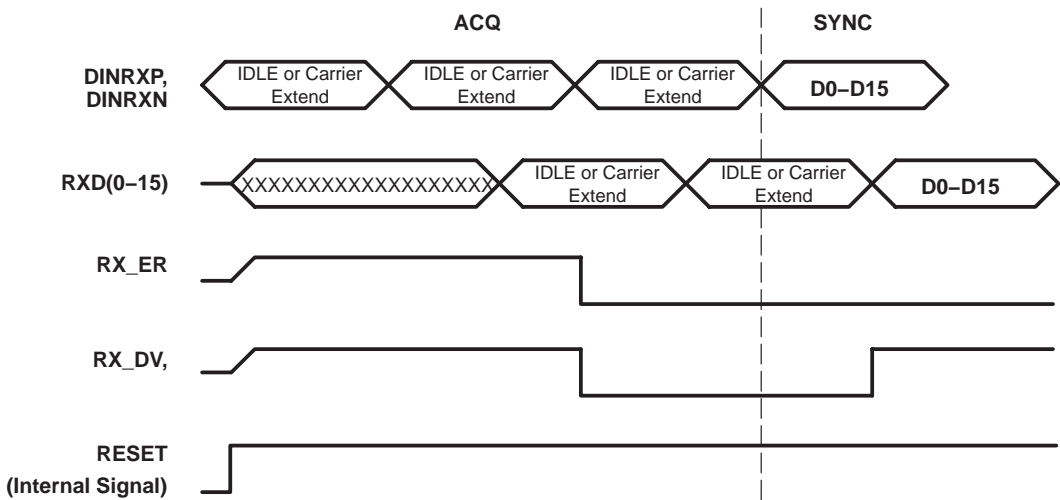 ACQ SYNC
DINRXP,
DINRXN
IDLE or Carrier
Extend
IDLE or Carrier
Extend
IDLE or Carrier
Extend
D0–D15
RXD(0–15)
XXXXXXXXXXXXXXXXXXX
IDLE or Carrier
Extend
IDLE or Carrier
Extend
D0–D15
RX_ER
RX_DV,
RESET
(Internal Signal)